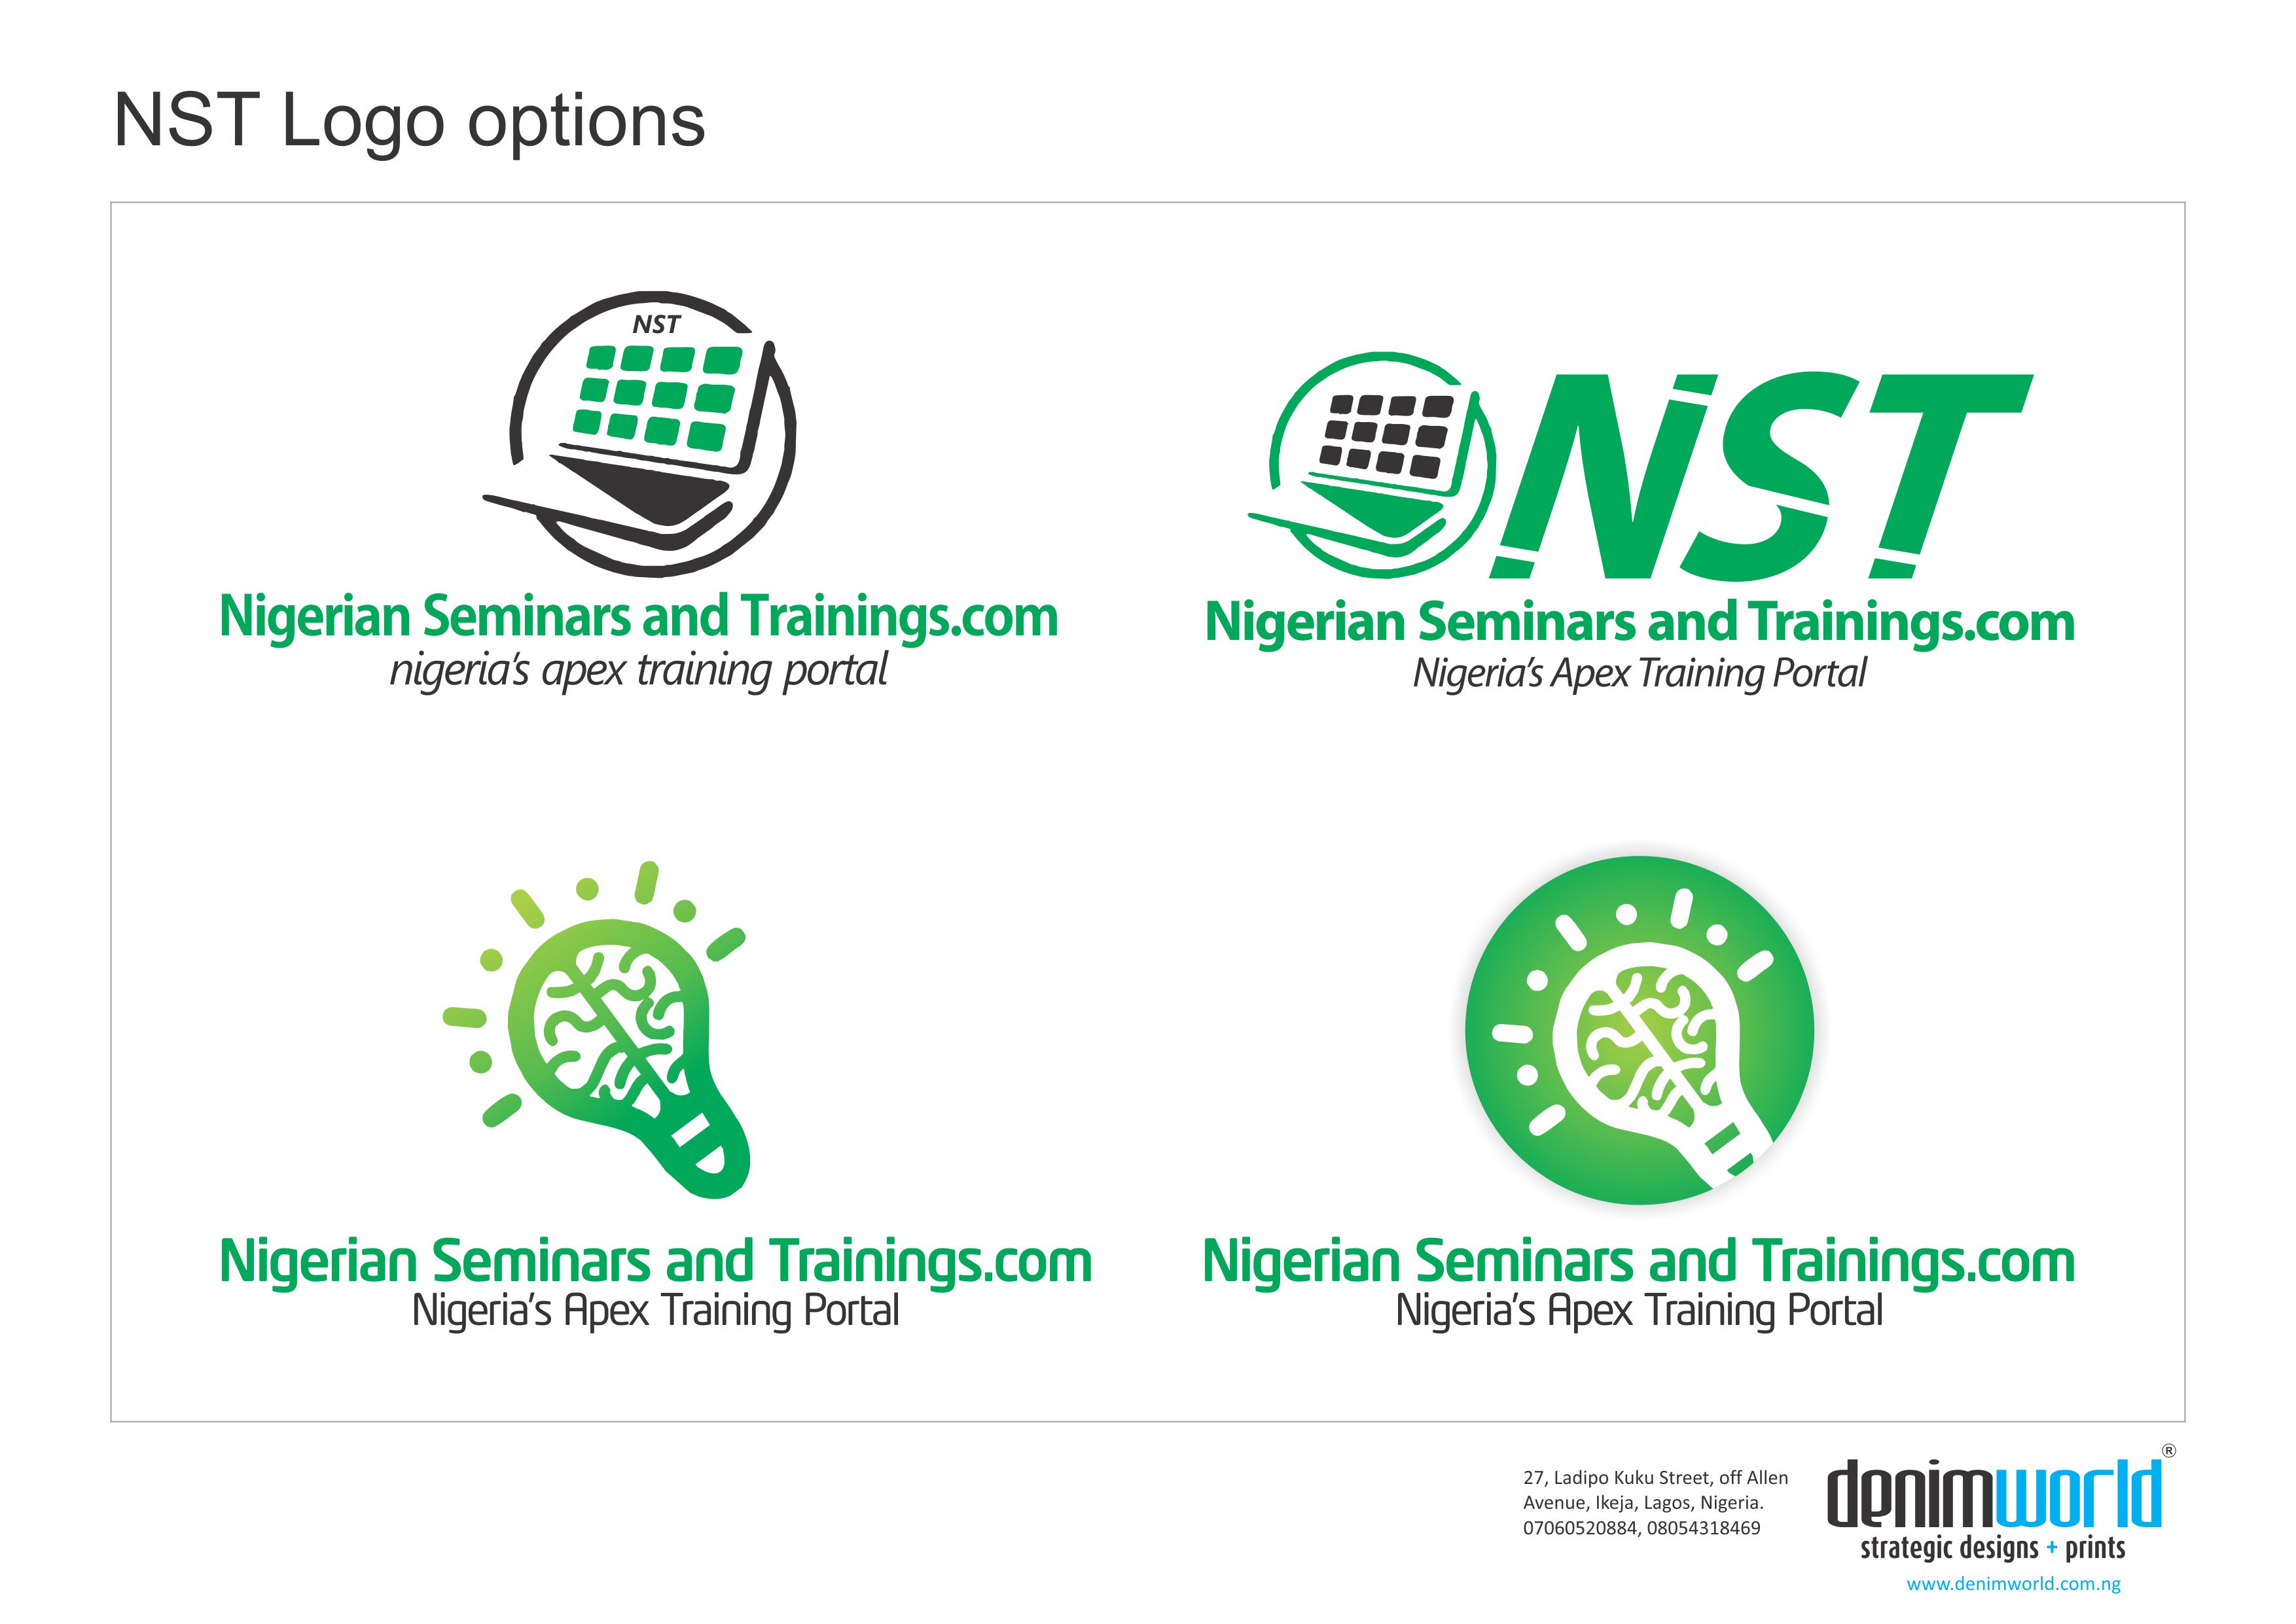 NST Logo options
NST
Nigerian Seminars and Trainings.com
nigeria's apex training portal
NST
Nigerian Seminars and Trainings.com
Nigeria's Apex Training Portal
Nigerian Seminars and Trainings.com
Nigeria's Apex Training Portal
Nigerian Seminars and Trainings.com
Nigeria's Apex Training Portal
27, Ladipo Kuku Street, off Allen
Avenue, Ikeja, Lagos, Nigeria.
07060520884, 08054318469
denimworld®
strategic designs + prints
www.denimworld.com.ng